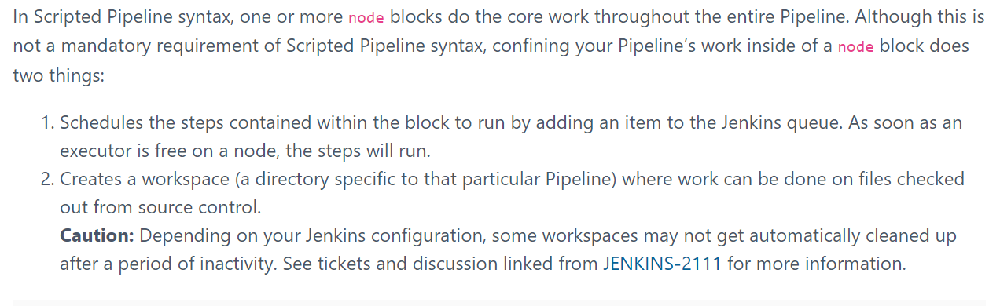 In Scripted Pipeline syntax, one or more node blocks do the core work throughout the entire Pipeline. Although this is
not a mandatory requirement of Scripted Pipeline syntax, confining your Pipeline’s work inside of a node block does
two things:
1. Schedules the steps contained within the block to run by adding an item to the Jenkins queue. As soon as an
executor is free on a node, the steps will run.
2. Creates a workspace (a directory specific to that particular Pipeline) where work can be done on files checked
out from source control.
Caution: Depending on your Jenkins configuration, some workspaces may not get automatically cleaned up
after a period of inactivity. See tickets and discussion linked from JENKINS-2111 for more information.